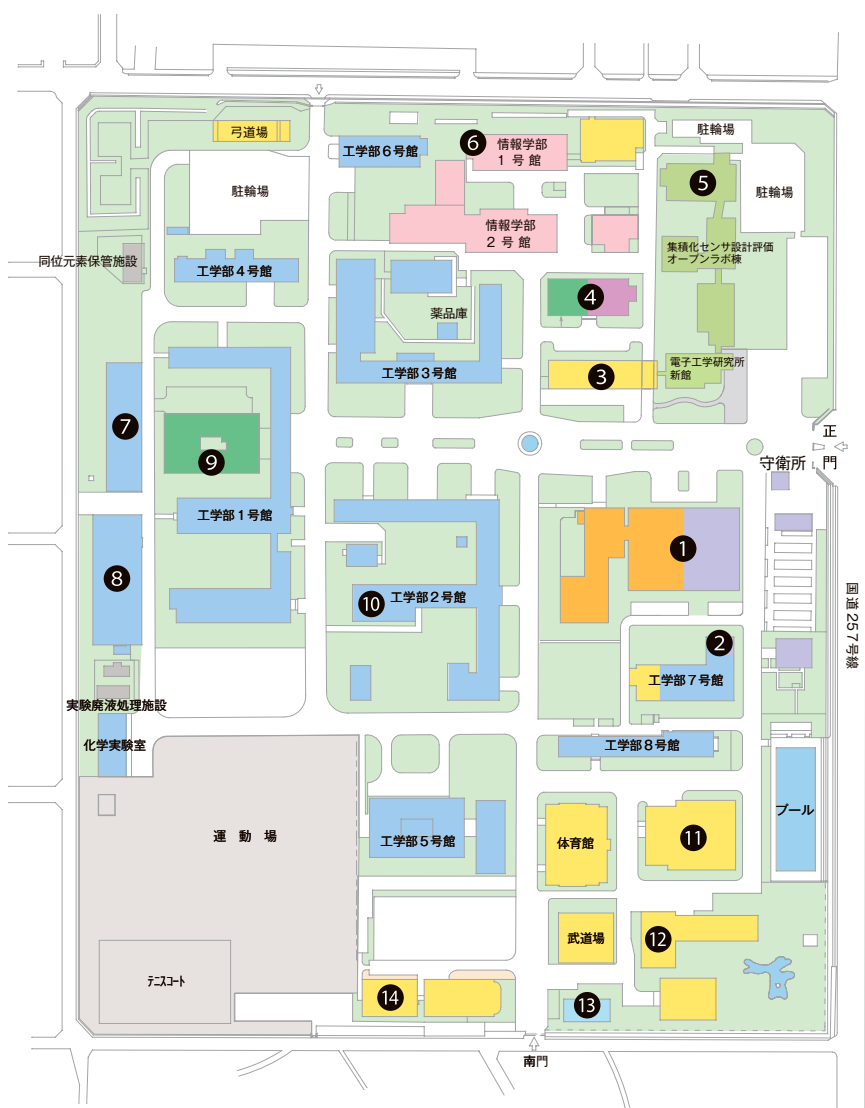 弓道場
工学部6号館
6
情報学部
1号館
駐輪場
駐輪場
5
駐輪場
情報学部
2号館
同位元素保管施設
工学部4号館
集積化センサ設計評価
オープンラボ棟
4
薬品庫
工学部3号館
3
電子工学研究所
新館
7
9
正門
守衛所
工学部1号館
1
8
10
工学部2号館
国道257号線
2
工学部7号館
実験廃液処理施設
化学実験室
工学部8号館
運動場
工学部5号館
体育館
11
プール
武道場
12
テニスコート
14
13
南門